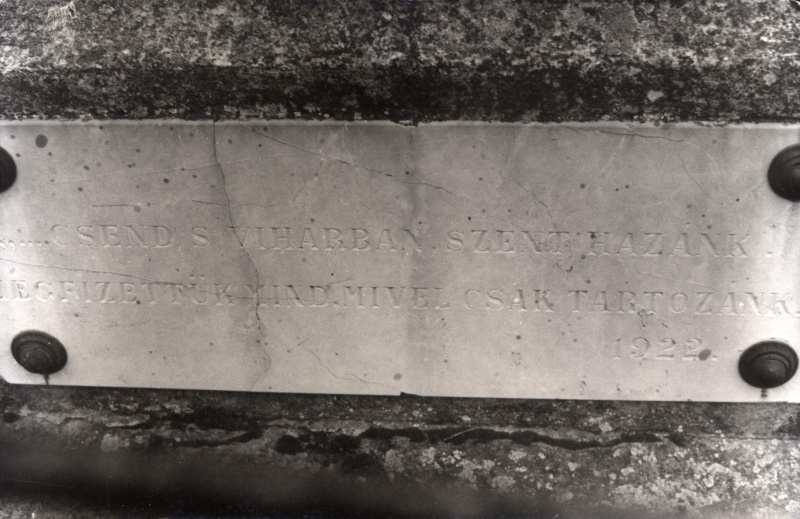 „....CSEND, S VIHARBAN SZENT HAZÁNK!
MEGFIZETTÜK MIND, MIVEL CSAK TARTOZÁNK.
1922.